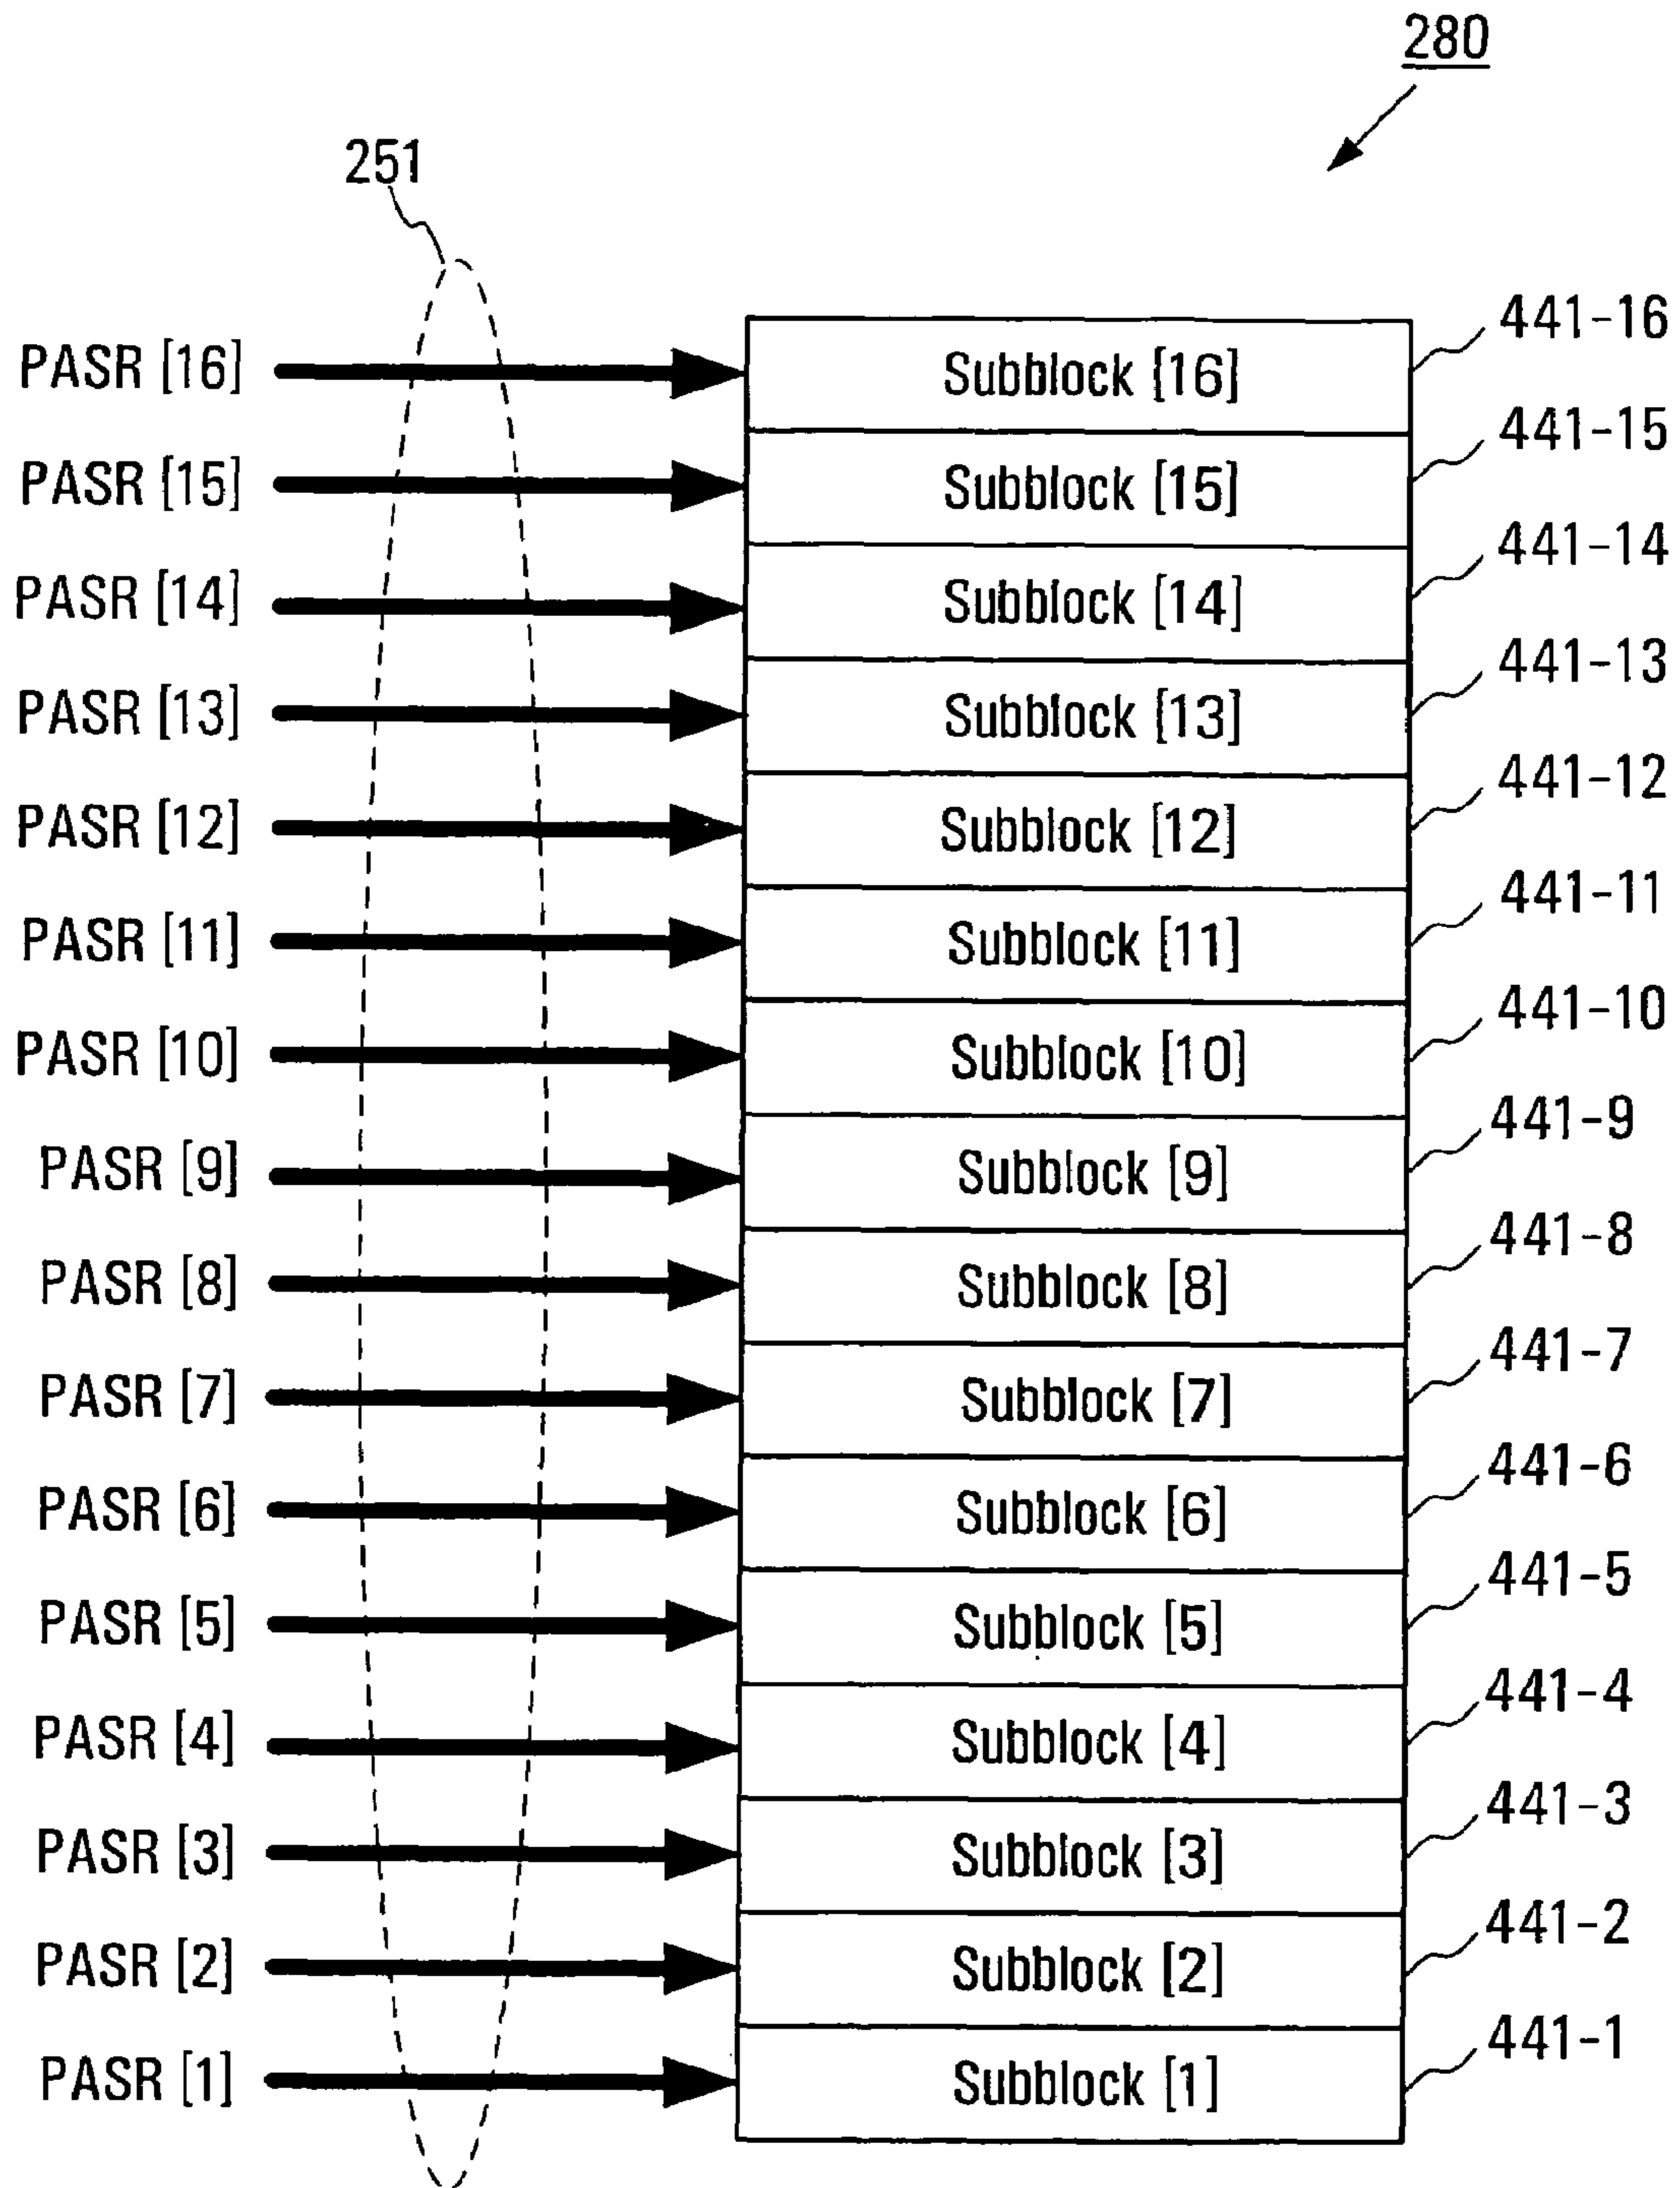 280
251
PASR [16] Subblock [16] 441-16
PASR [15] Subblock [15] 441-15
PASR [14] Subblock [14] 441-14
PASR [13] Subblock [13] 441-13
PASR [12] Subblock [12] 441-12
PASR [11] Subblock [11] 441-11
PASR [10] Subblock [10] 441-10
PASR [9] Subblock [9] 441-9
PASR [8] Subblock [8] 441-8
PASR [7] Subblock [7] 441-7
PASR [6] Subblock [6] 441-6
PASR [5] Subblock [5] 441-5
PASR [4] Subblock [4] 441-4
PASR [3] Subblock [3] 441-3
PASR [2] Subblock [2] 441-2
PASR [1] Subblock [1] 441-1